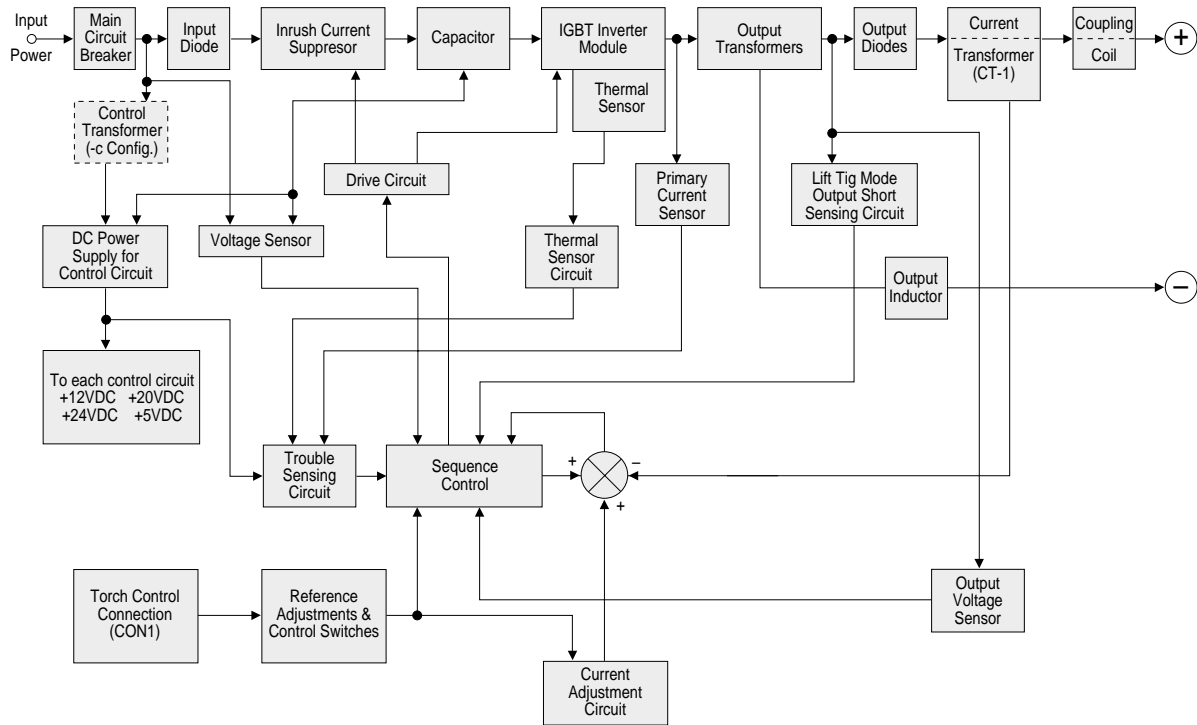 Input
Power
Main
Circuit
Breaker
Input
Diode
Inrush Current
Suppresor
Capacitor
IGBT Inverter
Module
Thermal
Sensor
Output
Transformers
Output
Diodes
Current
Transformer
(CT-1)
Coupling
Coil
+
Control
Transformer
(-c Config.)
Drive Circuit
Primary
Current
Sensor
Lift Tig Mode
Output Short
Sensing Circuit
DC Power
Supply for
Control Circuit
Voltage Sensor
Thermal
Sensor
Circuit
Output
Inductor
−
To each control circuit
+12VDC +20VDC
+24VDC +5VDC
Trouble
Sensing
Circuit
Sequence
Control
+
−
+
Torch Control
Connection
(CON1)
Reference
Adjustments &
Control Switches
Output
Voltage
Sensor
Current
Adjustment
Circuit